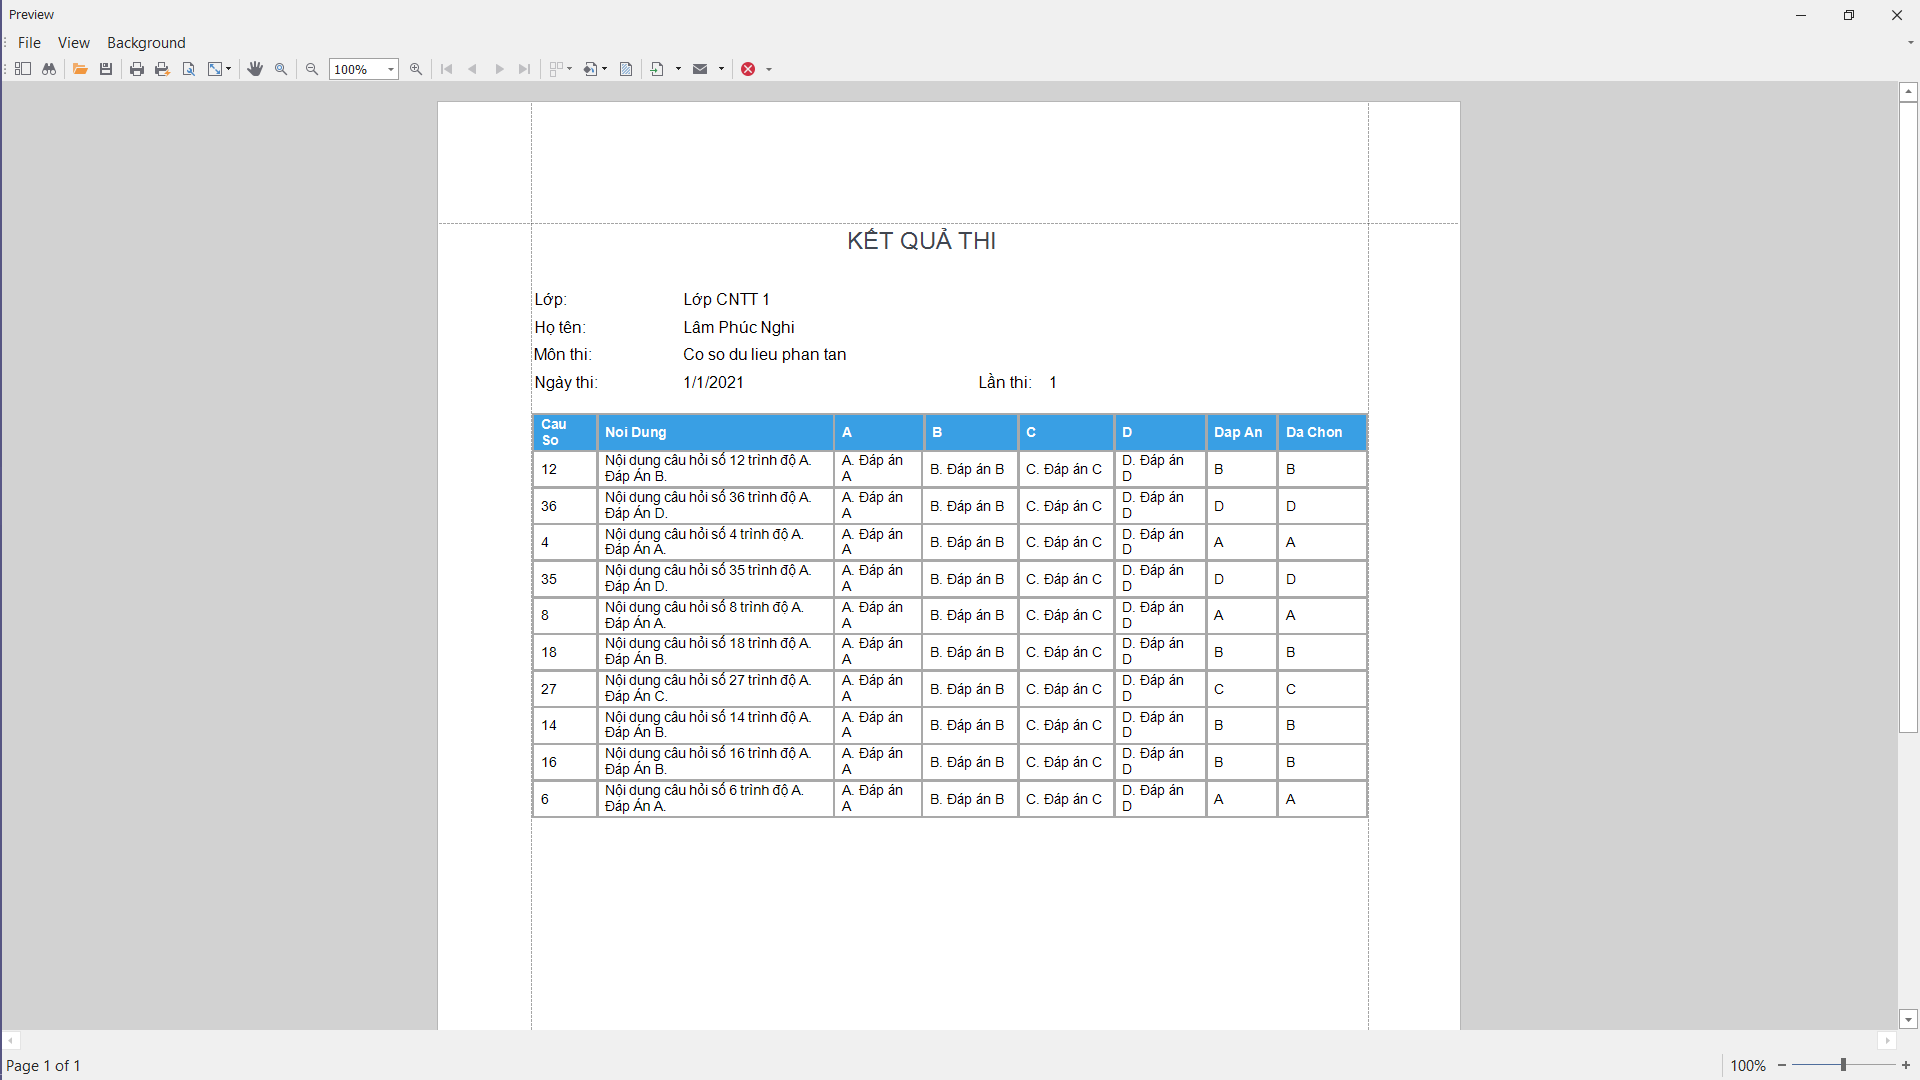 Preview
File View Background
100%
KẾT QUẢ THI
Lớp: Lớp CNTT 1
Họ tên: Lâm Phúc Nghi
Môn thi: Co so du lieu phan tan
Ngày thi: 1/1/2021 Lần thi: 1
Cau So Noi Dung A B C D Dap An Da Chon
12 Nội dung câu hỏi số 12 trình độ A. Đáp Án B. A. Đáp án A B. Đáp án B C. Đáp án C D. Đáp án D B B
36 Nội dung câu hỏi số 36 trình độ A. Đáp Án D. A. Đáp án A B. Đáp án B C. Đáp án C D. Đáp án D D D
4 Nội dung câu hỏi số 4 trình độ A. Đáp Án A. A. Đáp án A B. Đáp án B C. Đáp án C D. Đáp án D A A
35 Nội dung câu hỏi số 35 trình độ A. Đáp Án D. A. Đáp án A B. Đáp án B C. Đáp án C D. Đáp án D D D
8 Nội dung câu hỏi số 8 trình độ A. Đáp Án A. A. Đáp án A B. Đáp án B C. Đáp án C D. Đáp án D A A
18 Nội dung câu hỏi số 18 trình độ A. Đáp Án B. A. Đáp án A B. Đáp án B C. Đáp án C D. Đáp án D B B
27 Nội dung câu hỏi số 27 trình độ A. Đáp Án C. A. Đáp án A B. Đáp án B C. Đáp án C D. Đáp án D C C
14 Nội dung câu hỏi số 14 trình độ A. Đáp Án B. A. Đáp án A B. Đáp án B C. Đáp án C D. Đáp án D B B
16 Nội dung câu hỏi số 16 trình độ A. Đáp Án B. A. Đáp án A B. Đáp án B C. Đáp án C D. Đáp án D B B
6 Nội dung câu hỏi số 6 trình độ A. Đáp Án A. A. Đáp án A B. Đáp án B C. Đáp án C D. Đáp án D A A
Page 1 of 1 100%